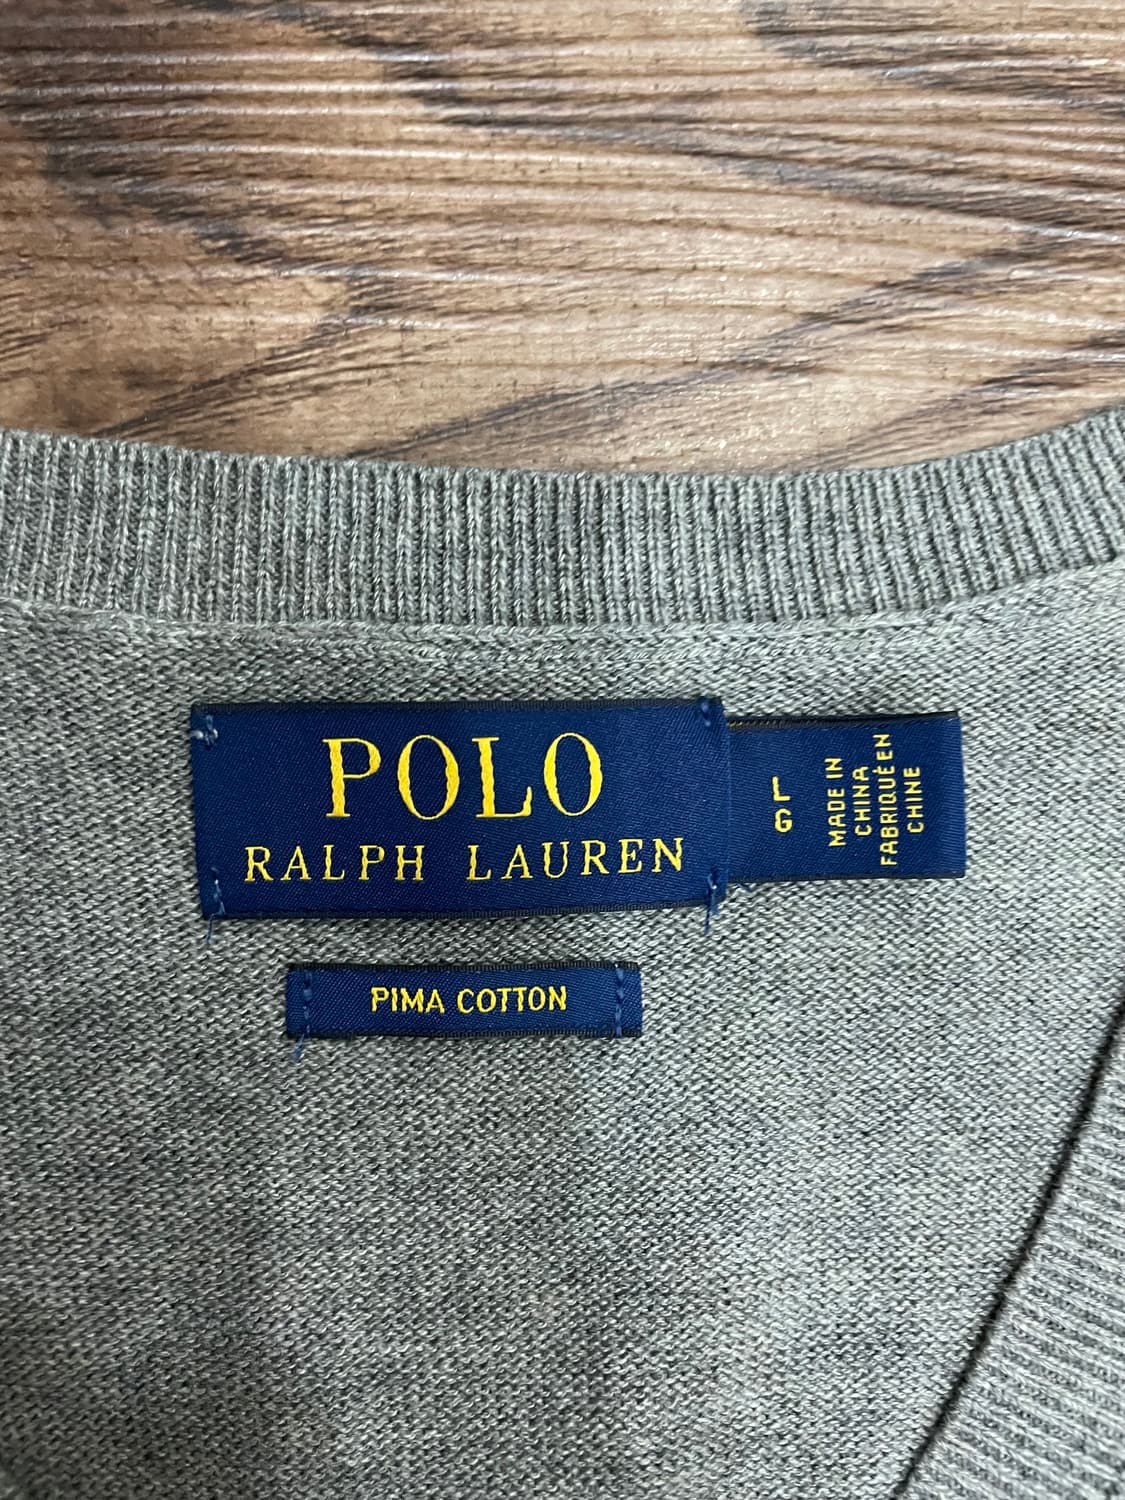 POLO
RALPH LAUREN
L
G
MADE IN
CHINA
FABRIQUÉ EN
CHINE
PIMA COTTON